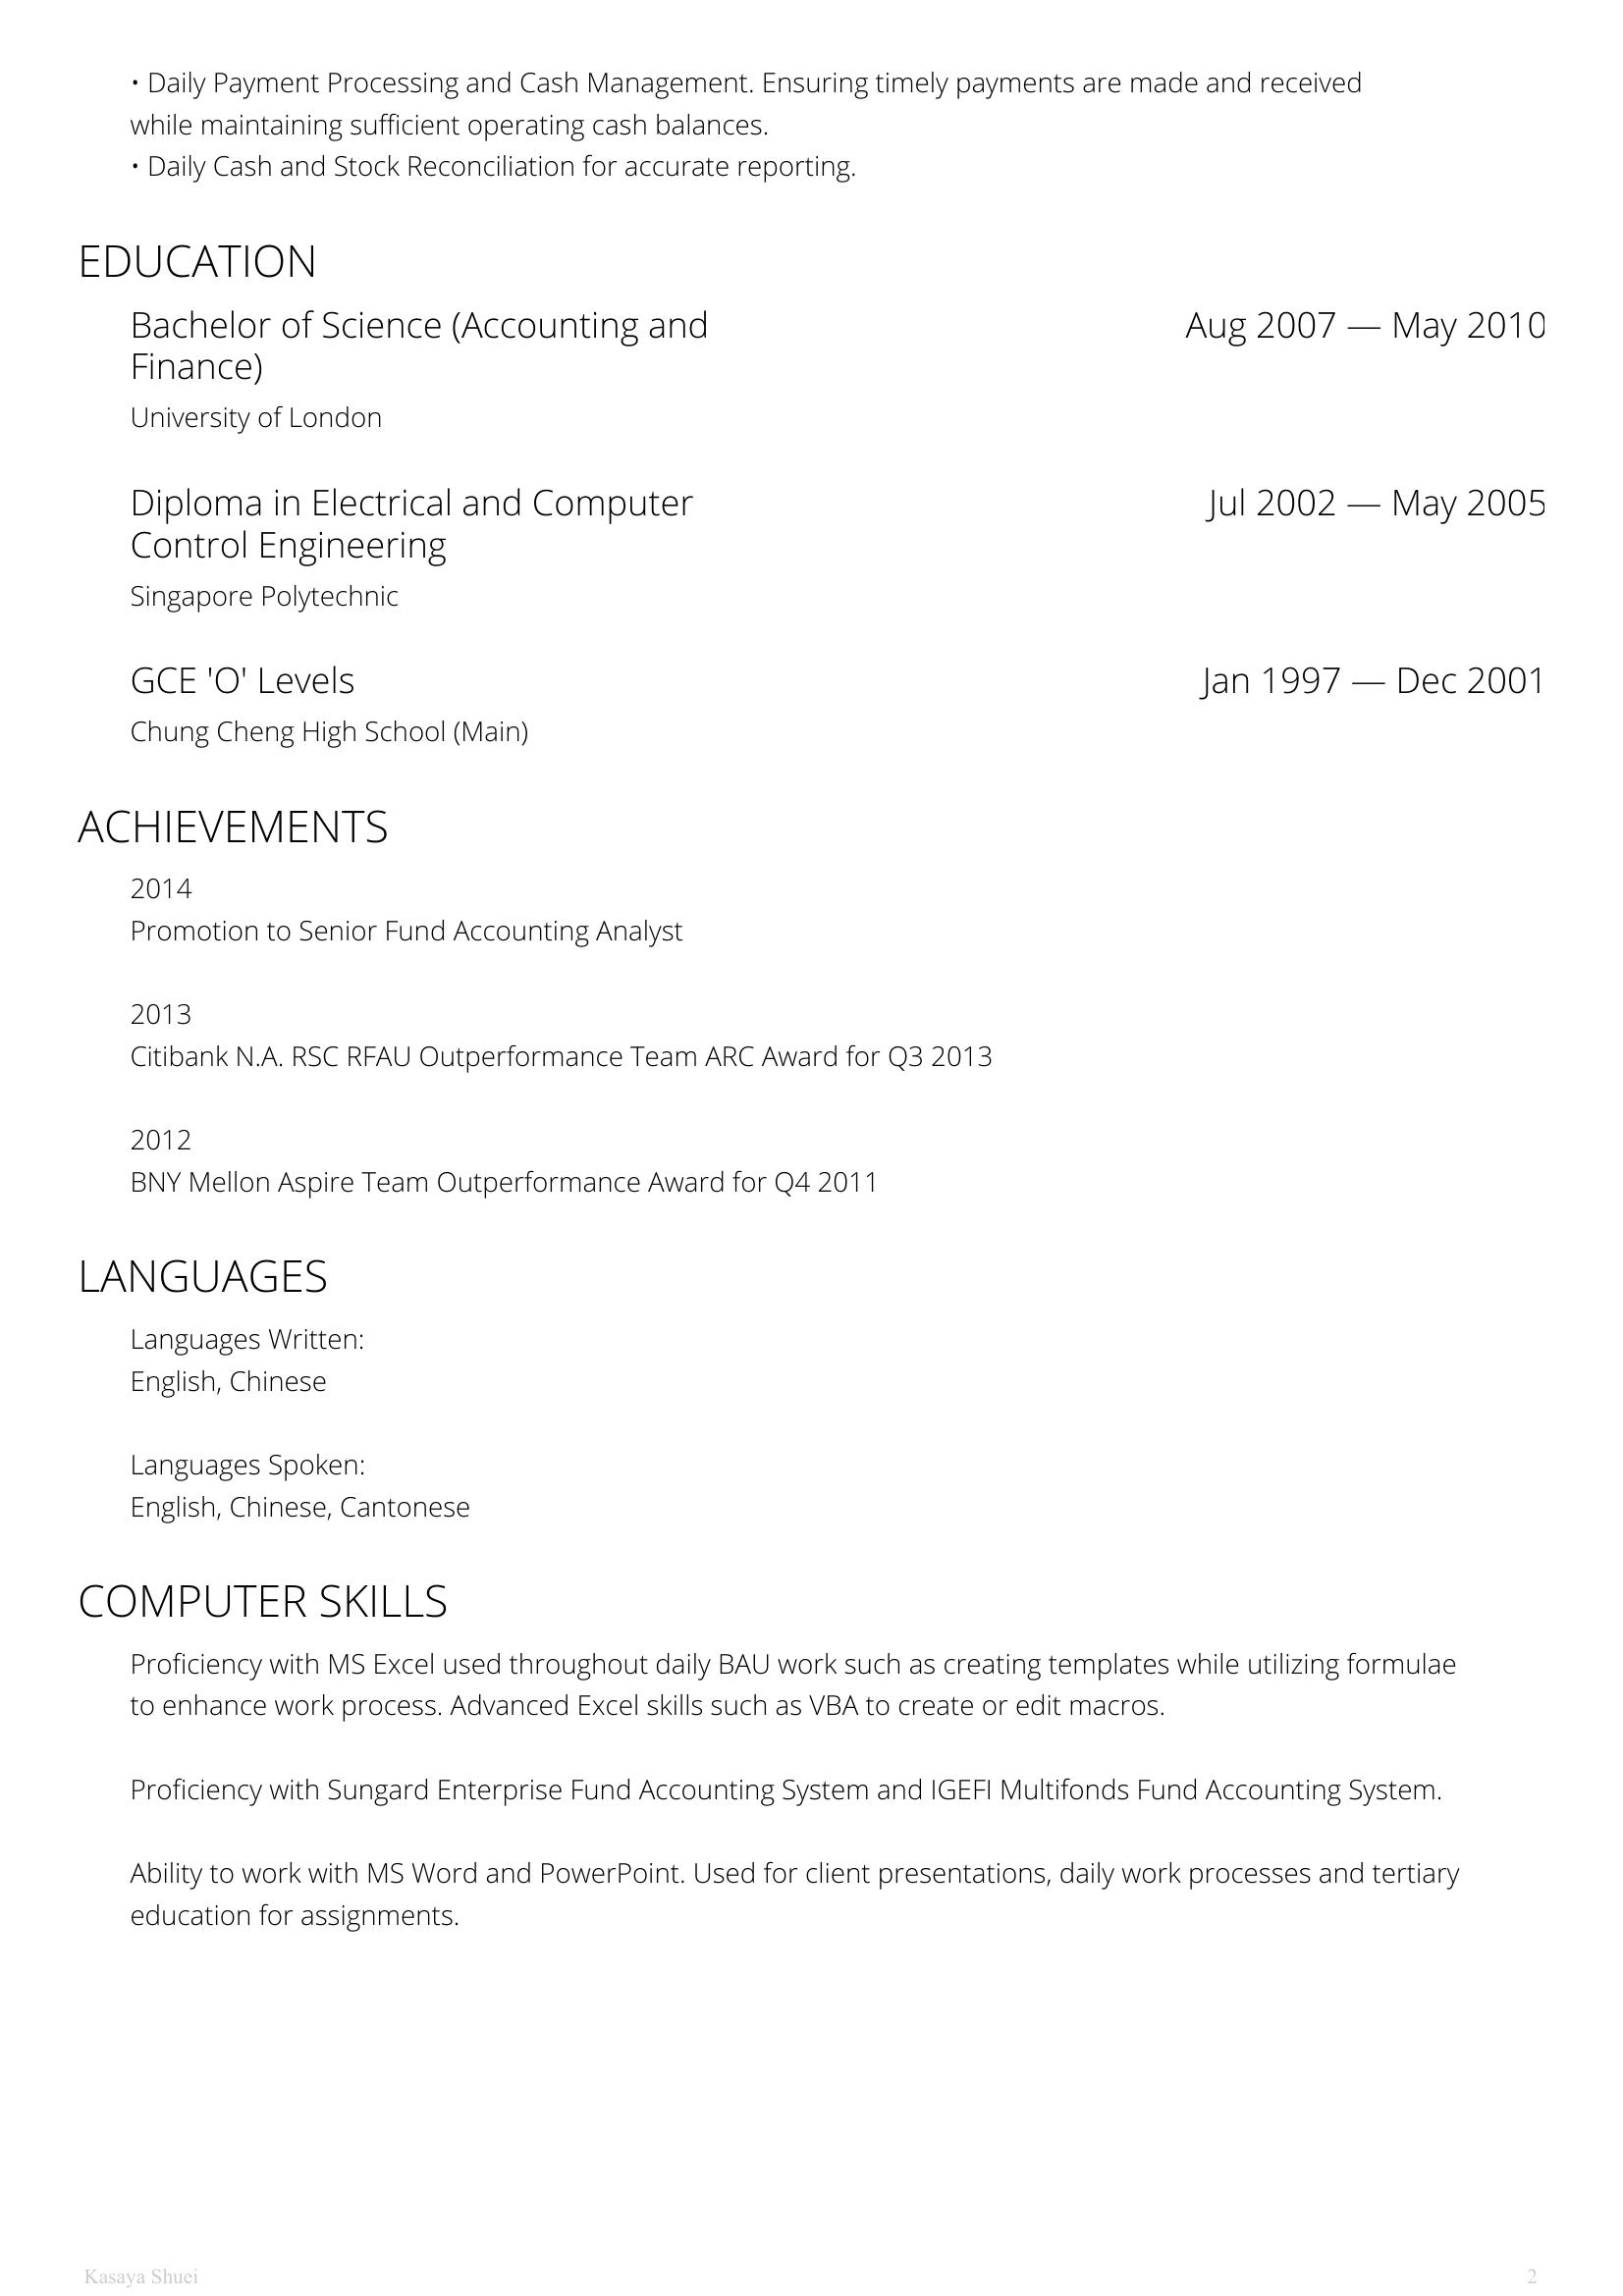 • Daily Payment Processing and Cash Management. Ensuring timely payments are made and received
while maintaining sufficient operating cash balances.
• Daily Cash and Stock Reconciliation for accurate reporting.
EDUCATION
Bachelor of Science (Accounting and
Finance)
Aug 2007 — May 2010
University of London
Diploma in Electrical and Computer
Control Engineering
Jul 2002 — May 2005
Singapore Polytechnic
GCE 'O' Levels
Jan 1997 — Dec 2001
Chung Cheng High School (Main)
ACHIEVEMENTS
2014
Promotion to Senior Fund Accounting Analyst
2013
Citibank N.A. RSC RFAU Outperformance Team ARC Award for Q3 2013
2012
BNY Mellon Aspire Team Outperformance Award for Q4 2011
LANGUAGES
Languages Written:
English, Chinese
Languages Spoken:
English, Chinese, Cantonese
COMPUTER SKILLS
Proficiency with MS Excel used throughout daily BAU work such as creating templates while utilizing formulae
to enhance work process. Advanced Excel skills such as VBA to create or edit macros.
Proficiency with Sungard Enterprise Fund Accounting System and IGEFI Multifonds Fund Accounting System.
Ability to work with MS Word and PowerPoint. Used for client presentations, daily work processes and tertiary
education for assignments.
Kasaya Shuei
2